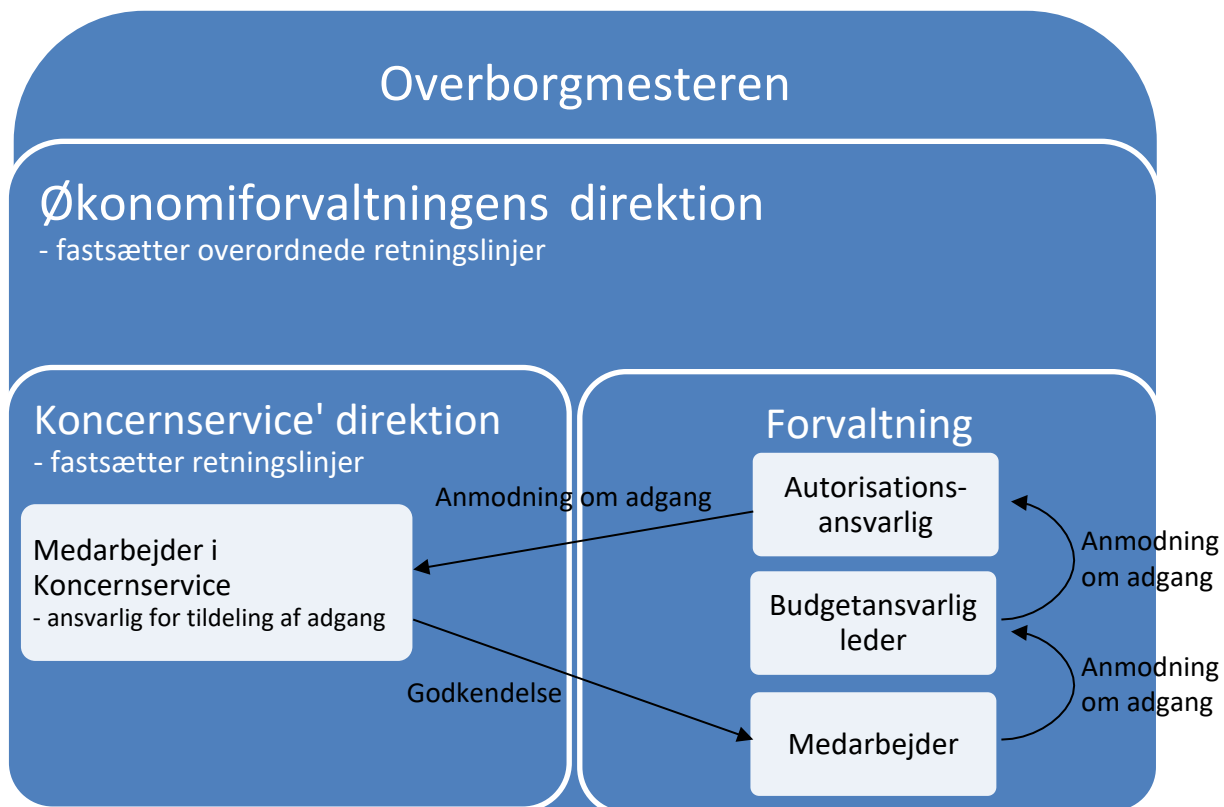 Overborgmesteren
Økonomiforvaltningens direktion
- fastsætter overordnede retningslinjer
Koncernservice' direktion
- fastsætter retningslinjer
Medarbejder i
Koncernservice
- ansvarlig for tildeling af adgang
Anmodning om adgang
Godkendelse
Forvaltning
Autorisations-
ansvarlig
Budgetansvarlig
leder
Medarbejder
Anmodning
om adgang
Anmodning
om adgang